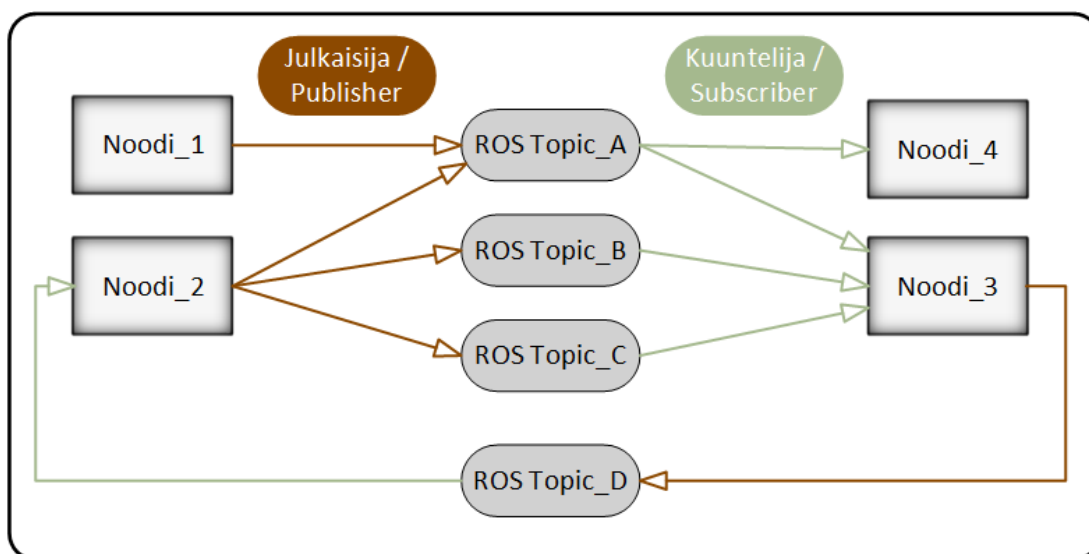 Julkaisija /
Publisher
Kuuntelija /
Subscriber
Noodi_1
ROS Topic_A
Noodi_4
Noodi_2
ROS Topic_B
Noodi_3
ROS Topic_C
ROS Topic_D